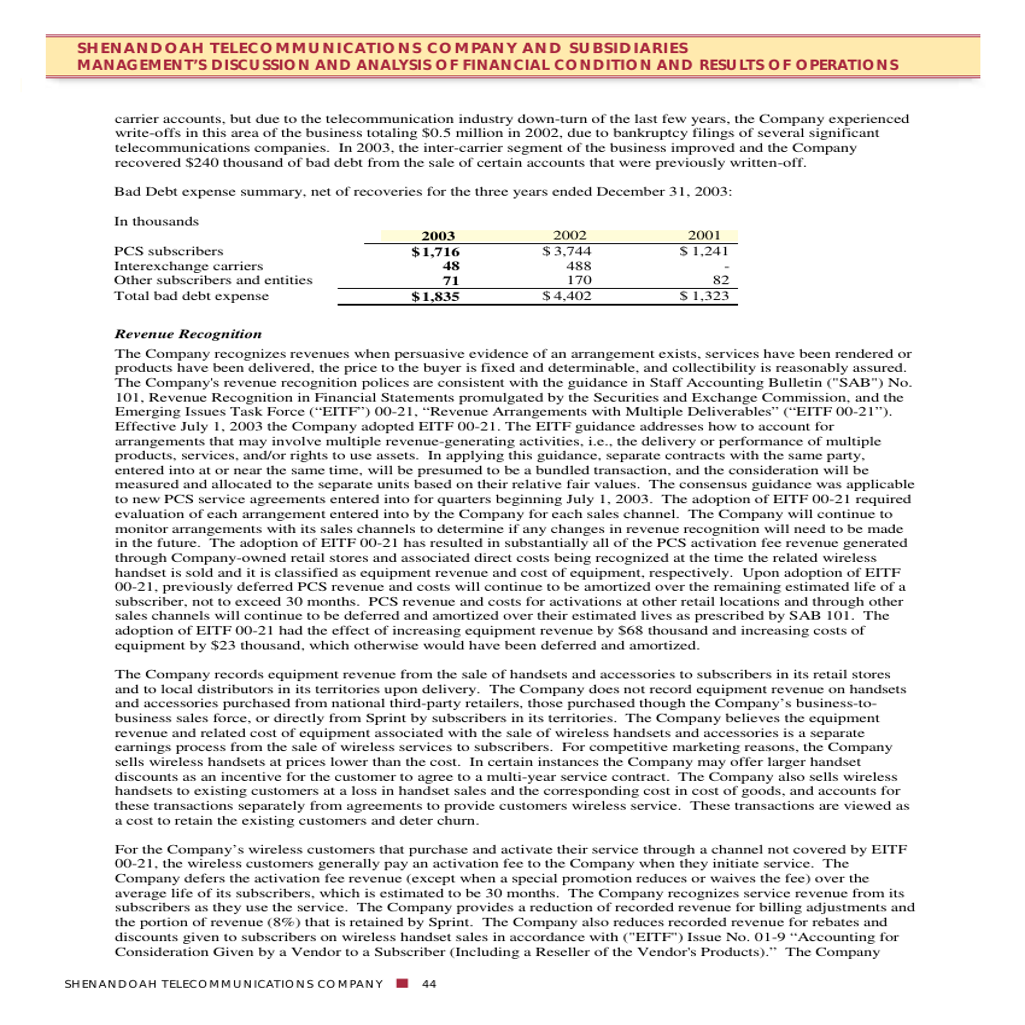 SHENANDOAH TELECOMMUNICATIONS COMPANY AND SUBSIDIARIES
MANAGEMENT'S DISCUSSION AND ANALYSIS OF FINANCIAL CONDITION AND RESULTS OF OPERATIONS
carrier accounts, but due to the telecommunication industry down-turn of the last few years, the Company experienced
write-offs in this area of the business totaling $0.5 million in 2002, due to bankruptcy filings of several significant
telecommunications companies.  In 2003, the inter-carrier segment of the business improved and the Company
recovered $240 thousand of bad debt from the sale of certain accounts that were previously written-off.
Bad Debt expense summary, net of recoveries for the three years ended December 31, 2003:
In thousands
2003 2002 2001
PCS subscribers $ 1,716 $ 3,744 $ 1,241
Interexchange carriers 48 488 -
Other subscribers and entities 71 170 82
Total bad debt expense $ 1,835 $ 4,402 $ 1,323
Revenue Recognition
The Company recognizes revenues when persuasive evidence of an arrangement exists, services have been rendered or
products have been delivered, the price to the buyer is fixed and determinable, and collectibility is reasonably assured.
The Company's revenue recognition polices are consistent with the guidance in Staff Accounting Bulletin ("SAB") No.
101, Revenue Recognition in Financial Statements promulgated by the Securities and Exchange Commission, and the
Emerging Issues Task Force (“EITF”) 00-21, “Revenue Arrangements with Multiple Deliverables” (“EITF 00-21”).
Effective July 1, 2003 the Company adopted EITF 00-21. The EITF guidance addresses how to account for
arrangements that may involve multiple revenue-generating activities, i.e., the delivery or performance of multiple
products, services, and/or rights to use assets.  In applying this guidance, separate contracts with the same party,
entered into at or near the same time, will be presumed to be a bundled transaction, and the consideration will be
measured and allocated to the separate units based on their relative fair values.  The consensus guidance was applicable
to new PCS service agreements entered into for quarters beginning July 1, 2003.  The adoption of EITF 00-21 required
evaluation of each arrangement entered into by the Company for each sales channel.  The Company will continue to
monitor arrangements with its sales channels to determine if any changes in revenue recognition will need to be made
in the future.  The adoption of EITF 00-21 has resulted in substantially all of the PCS activation fee revenue generated
through Company-owned retail stores and associated direct costs being recognized at the time the related wireless
handset is sold and it is classified as equipment revenue and cost of equipment, respectively.  Upon adoption of EITF
00-21, previously deferred PCS revenue and costs will continue to be amortized over the remaining estimated life of a
subscriber, not to exceed 30 months.  PCS revenue and costs for activations at other retail locations and through other
sales channels will continue to be deferred and amortized over their estimated lives as prescribed by SAB 101.  The
adoption of EITF 00-21 had the effect of increasing equipment revenue by $68 thousand and increasing costs of
equipment by $23 thousand, which otherwise would have been deferred and amortized.
The Company records equipment revenue from the sale of handsets and accessories to subscribers in its retail stores
and to local distributors in its territories upon delivery.  The Company does not record equipment revenue on handsets
and accessories purchased from national third-party retailers, those purchased though the Company’s business-to-
business sales force, or directly from Sprint by subscribers in its territories.  The Company believes the equipment
revenue and related cost of equipment associated with the sale of wireless handsets and accessories is a separate
earnings process from the sale of wireless services to subscribers.  For competitive marketing reasons, the Company
sells wireless handsets at prices lower than the cost.  In certain instances the Company may offer larger handset
discounts as an incentive for the customer to agree to a multi-year service contract.  The Company also sells wireless
handsets to existing customers at a loss in handset sales and the corresponding cost in cost of goods, and accounts for
these transactions separately from agreements to provide customers wireless service.  These transactions are viewed as
a cost to retain the existing customers and deter churn.
For the Company’s wireless customers that purchase and activate their service through a channel not covered by EITF
00-21, the wireless customers generally pay an activation fee to the Company when they initiate service.  The
Company defers the activation fee revenue (except when a special promotion reduces or waives the fee) over the
average life of its subscribers, which is estimated to be 30 months.  The Company recognizes service revenue from its
subscribers as they use the service.  The Company provides a reduction of recorded revenue for billing adjustments and
the portion of revenue (8%) that is retained by Sprint.  The Company also reduces recorded revenue for rebates and
discounts given to subscribers on wireless handset sales in accordance with ("EITF") Issue No. 01-9 “Accounting for
Consideration Given by a Vendor to a Subscriber (Including a Reseller of the Vendor's Products).”  The Company
SHENANDOAH TELECOMMUNICATIONS COMPANY 44